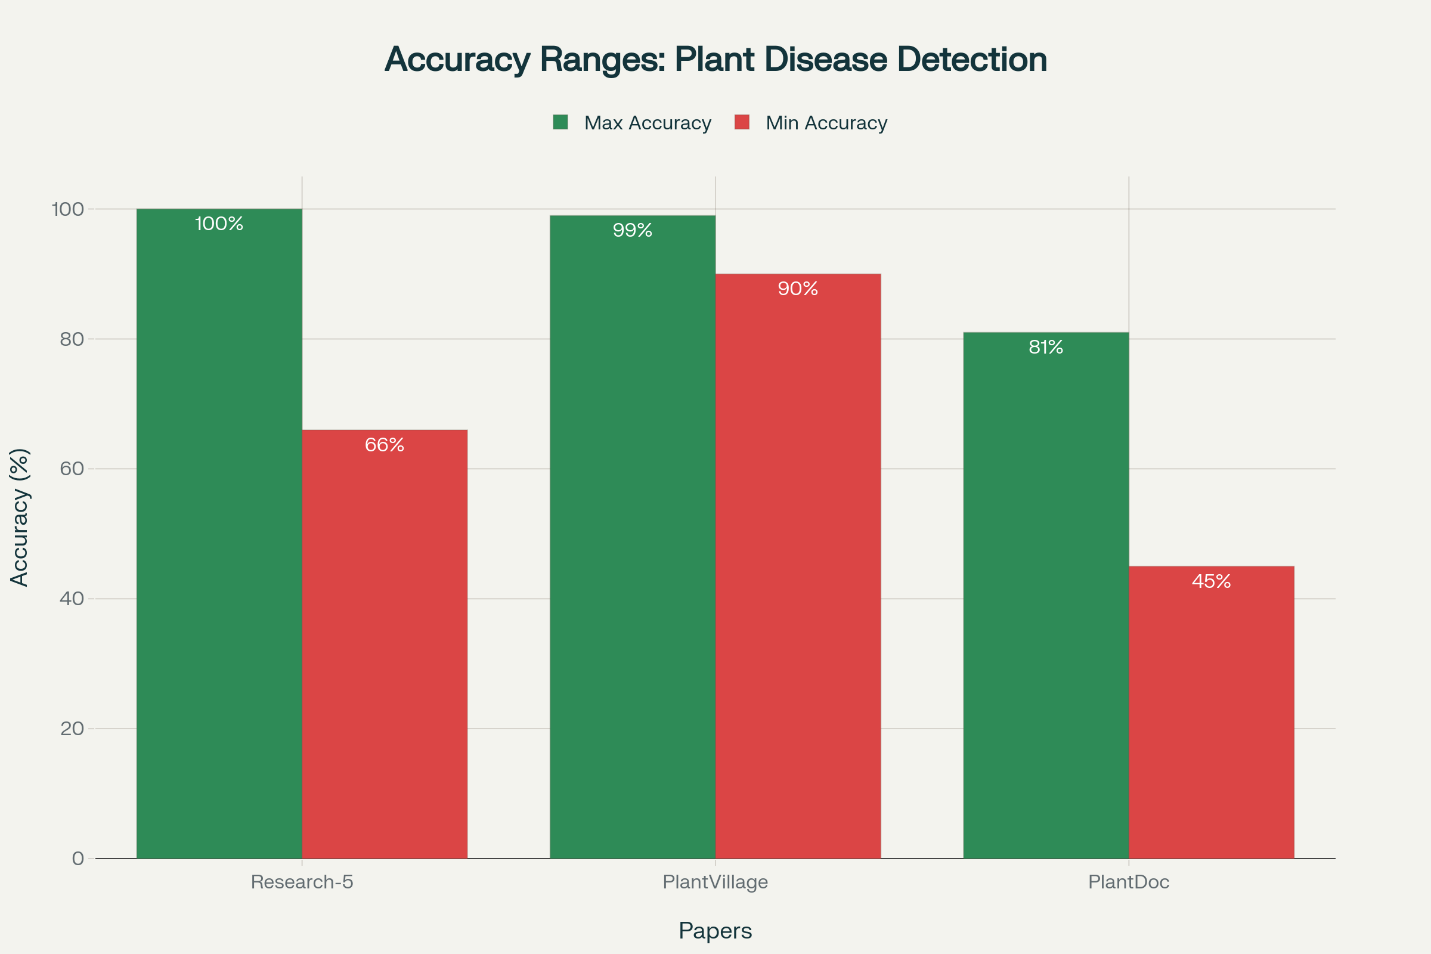 Accuracy Ranges: Plant Disease Detection
Max Accuracy Min Accuracy
100
100%
99%
90%
80
81%
66%
60
Accuracy (%)
45%
40
20
0
Research-5 PlantVillage PlantDoc
Papers